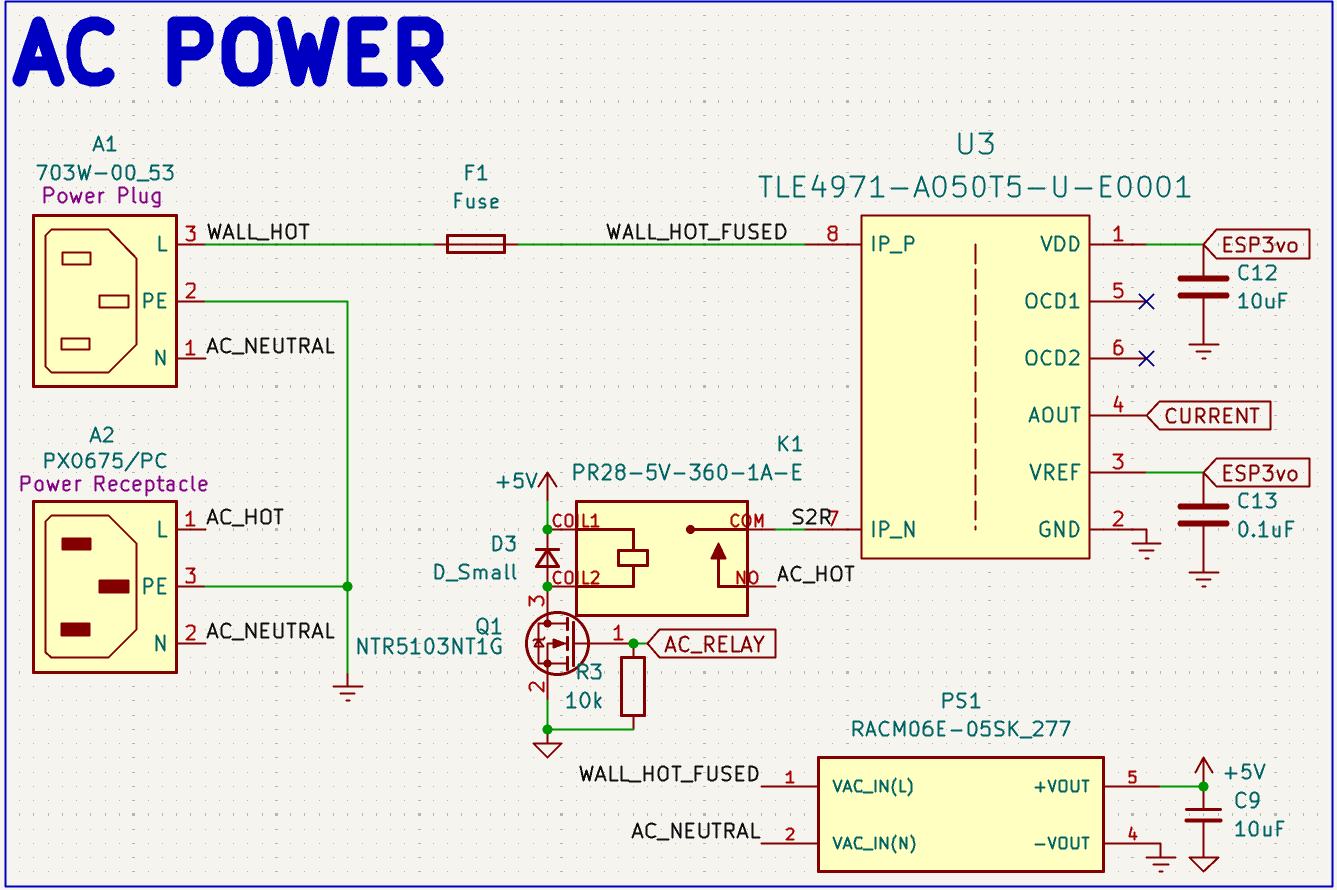 AC POWER
A1
703W-00_53
Power Plug
L
3
WALL_HOT
PE
2
N
1
AC_NEUTRAL
F1
Fuse
WALL_HOT_FUSED
U3
TLE4971-A050T5-U-E0001
8
IP_P
VDD
1
ESP3vo
C12
10uF
OCD1
5
OCD2
6
AOUT
4
CURRENT
VREF
3
ESP3vo
C13
0.1uF
GND
2
7
IP_N
A2
PX0675/PC
Power Receptacle
L
1
AC_HOT
PE
3
N
2
AC_NEUTRAL
K1
PR28-5V-360-1A-E
+5V
COIL1
COM
S2R
D3
D_Small
COIL2
NO
AC_HOT
3
Q1
NTR5103NT1G
1
AC_RELAY
2
R3
10k
PS1
RACM06E-05SK_277
WALL_HOT_FUSED
1
VAC_IN(L)
+VOUT
5
+5V
C9
10uF
AC_NEUTRAL
2
VAC_IN(N)
-VOUT
4